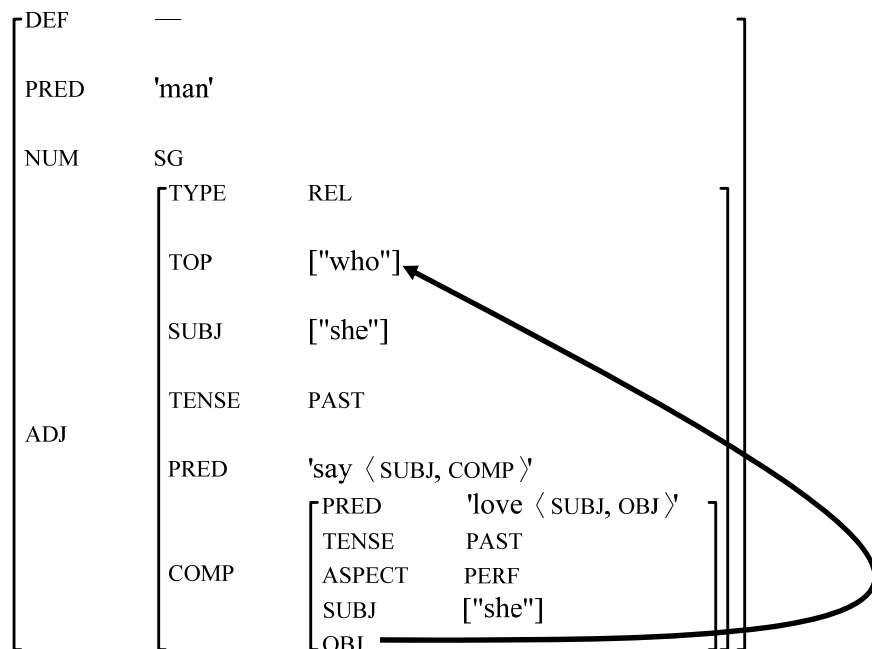 DEF —
PRED 'man'
NUM SG
TYPE REL
TOP ["who"]
SUBJ ["she"]
TENSE PAST
ADJ
PRED 'say〈SUBJ, COMP〉'
PRED 'love〈SUBJ, OBJ〉'
TENSE PAST
COMP ASPECT PERF
SUBJ ["she"]
OBJ